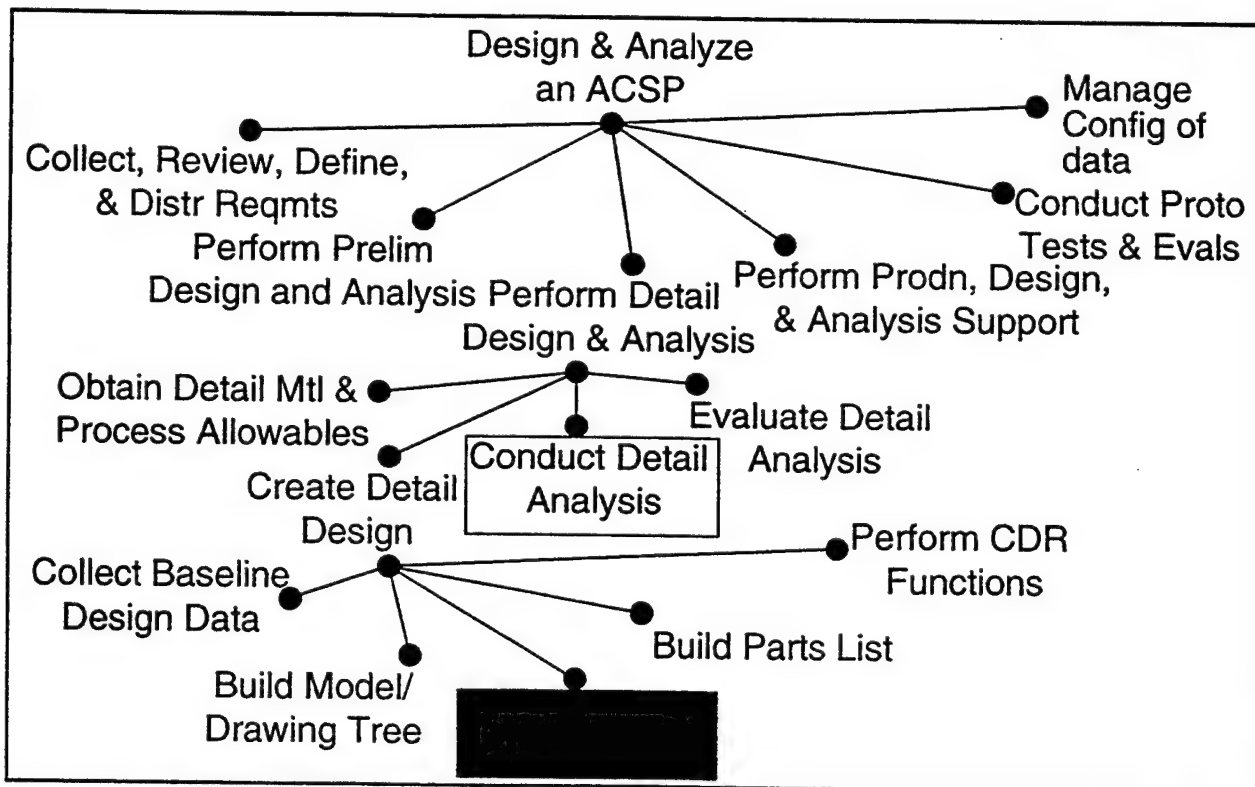 Design & Analyze
an ACSP
Manage
Config of
data
Collect, Review, Define,
& Distr Reqmts
Conduct Proto
Tests & Evals
Perform Prelim
Design and Analysis
Perform Detail
Design & Analysis
Perform Prodn, Design,
& Analysis Support
Obtain Detail Mtl &
Process Allowables
Evaluate Detail
Analysis
Conduct Detail
Analysis
Create Detail
Design
Perform CDR
Functions
Collect Baseline
Design Data
Build Parts List
Build Model/
Drawing Tree